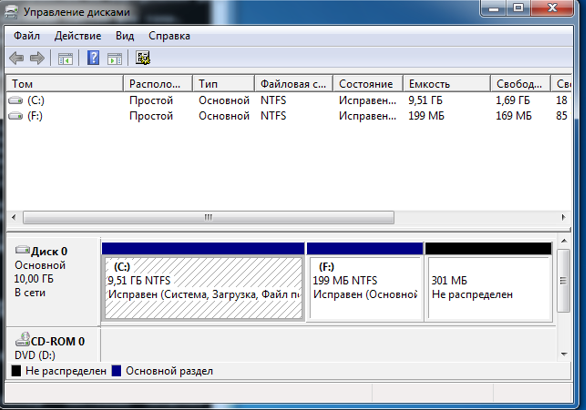 Управление дисками
Файл Действие Вид Справка
Том Располо... Тип Файловая с... Состояние Емкость Свобод... Сво
(C:) Простой Основной NTFS Исправен... 9,51 ГБ 1,69 ГБ 18
(F:) Простой Основной NTFS Исправен... 199 МБ 169 МБ 85
Диск 0
Основной
10,00 ГБ
В сети
(C:)
9,51 ГБ NTFS
Исправен (Система, Загрузка, Файл п
(F:)
199 МБ NTFS
Исправен (Основной
301 МБ
Не распределен
CD-ROM 0
DVD (D:)
Не распределен Основной раздел